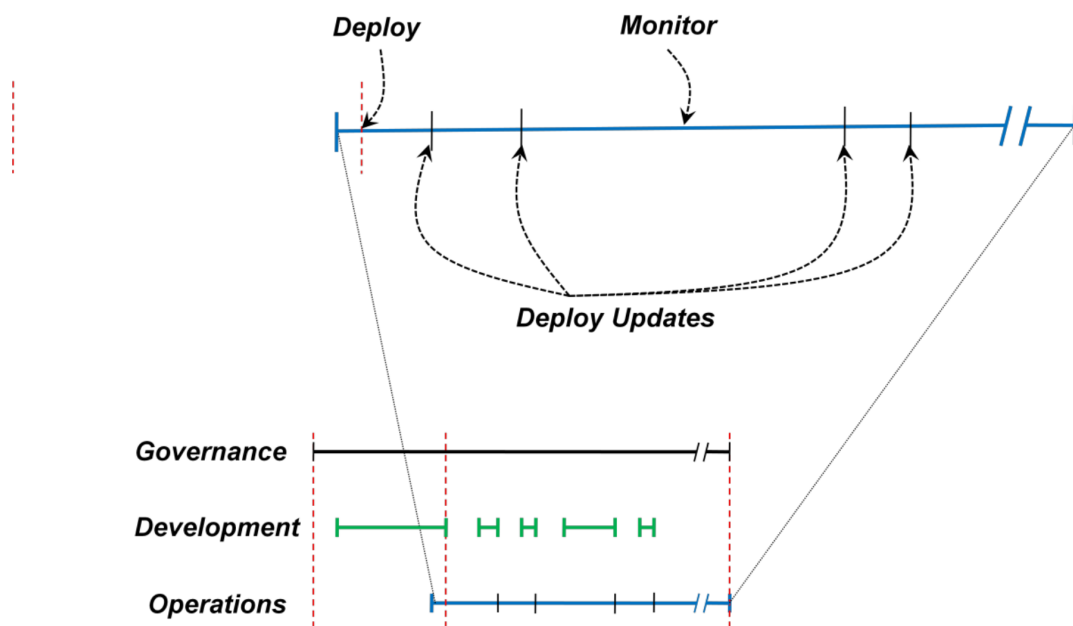 Deploy
Monitor
Deploy Updates
Governance
Development
Operations